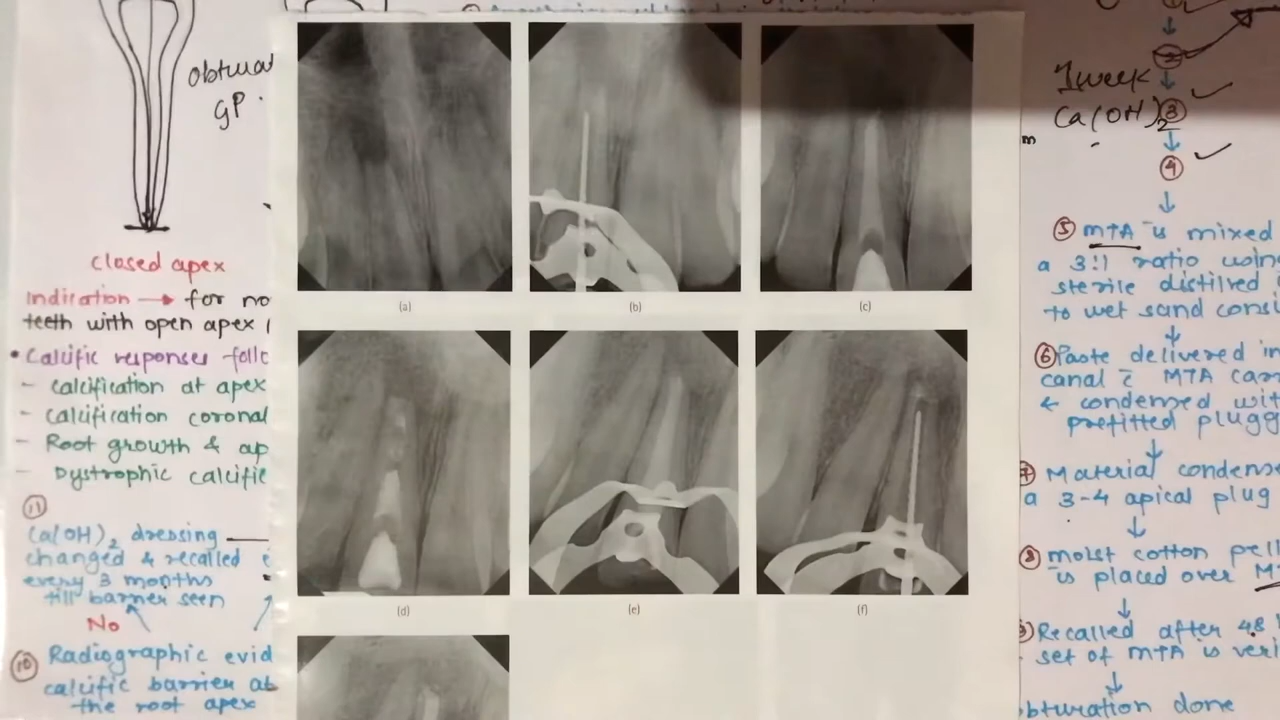 obtura
GP.
closed apex
Indication → for no
teeth with open apex
• Calcific responses follo
- calcification at apex
- Calcification coronal
- Root growth & ap
- Dystrophic calcific
11
Ca(OH)2 dressing
changed & recalled
every 3 months
till barrier seen
No
10 Radiographic evid
calcific barrier at
the root apex
(a)
(b)
(c)
(d)
(e)
(f)
1 week
Ca(OH)2 3
m
4
5 MTA is mixed
a 3:1 ratio using
sterile distilled
to wet sand consi
6 Paste delivered in
canal c̄ MTA carr
& condensed wit
prefitted plugg
7 Material condense
a 3-4 apical plug
8 moist cotton pell
is placed over M
Recalled after 48
set of MTA is veri
obturation done